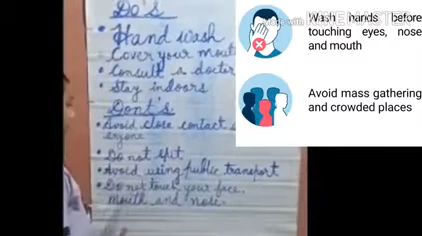 Do's
Hand wash
Cover your mouth
Consult a doctor
Stay indoors
Dont's
Avoid close contact
eryone
Do not spit
Avoid using public transport
Do not touch your face,
mouth and nose.
Wash hands before
touching eyes, nose
and mouth
Avoid mass gathering
and crowded places